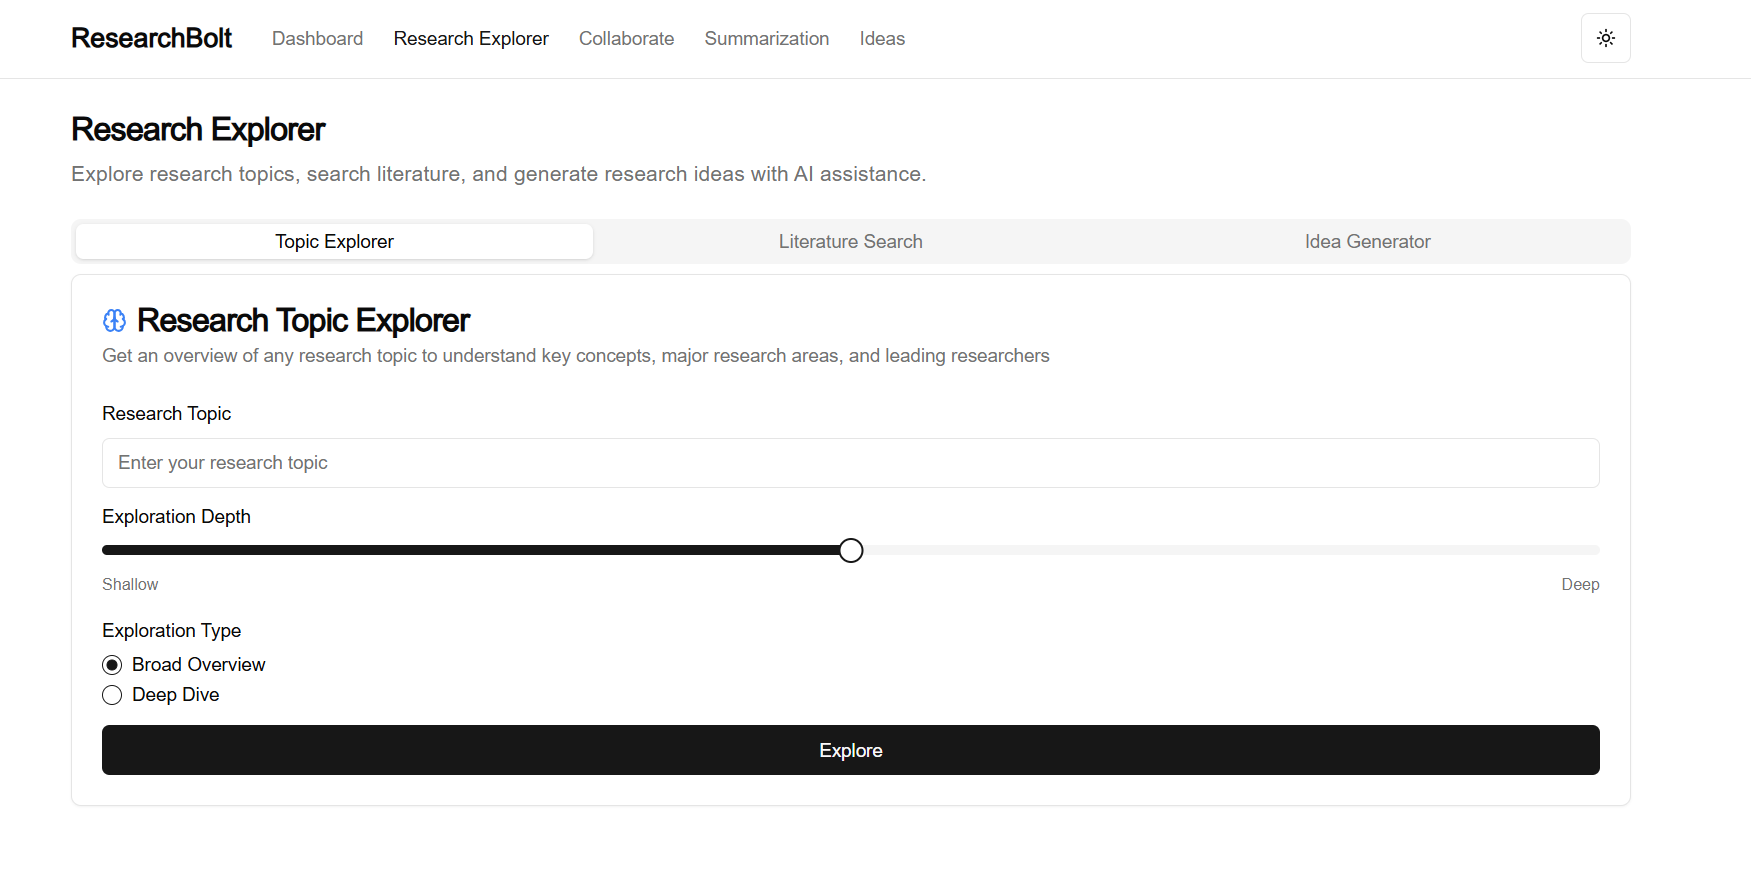 ResearchBolt Dashboard Research Explorer Collaborate Summarization Ideas
Research Explorer
Explore research topics, search literature, and generate research ideas with AI assistance.
Topic Explorer Literature Search Idea Generator
Research Topic Explorer
Get an overview of any research topic to understand key concepts, major research areas, and leading researchers
Research Topic
Enter your research topic
Exploration Depth
Shallow Deep
Exploration Type
Broad Overview
Deep Dive
Explore